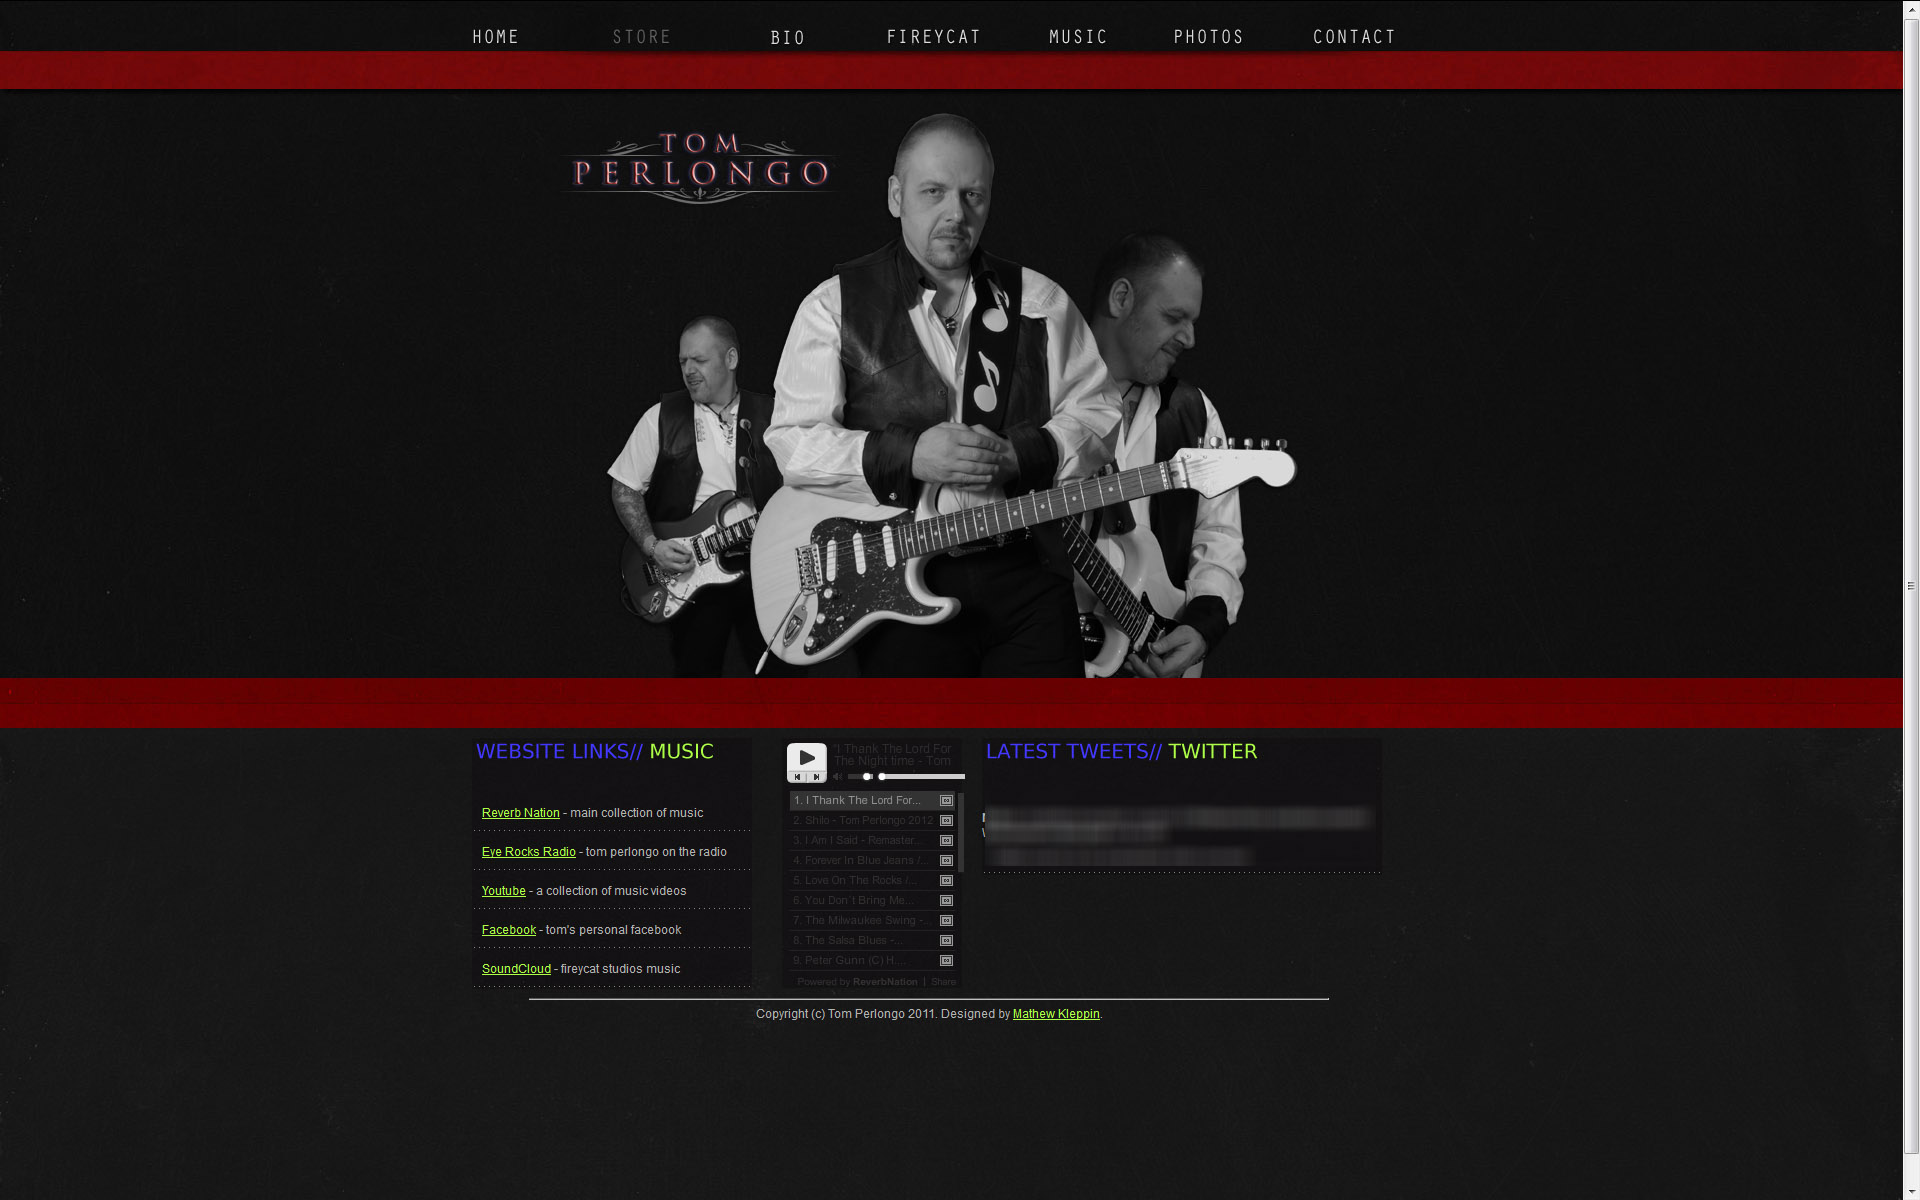 HOME
STORE
BIO
FIREYCAT
MUSIC
PHOTOS
CONTACT
TOM
PERLONGO
WEBSITE LINKS// MUSIC
Reverb Nation - main collection of music
Eye Rocks Radio - tom perlongo on the radio
Youtube - a collection of music videos
Facebook - tom's personal facebook
SoundCloud - fireycat studios music
"I Thank The Lord For
The Night time - Tom
1. I Thank The Lord For...
2. Shilo - Tom Perlongo 2012
3. I Am I Said - Remaster...
4. Forever In Blue Jeans /...
5. Love On The Rocks /...
6. You Don't Bring Me...
7. The Milwaukee Swing -...
8. The Salsa Blues -...
9. Peter Gunn (C) H....
Powered by ReverbNation | Share
LATEST TWEETS// TWITTER
Copyright (c) Tom Perlongo 2011. Designed by Mathew Kleppin.